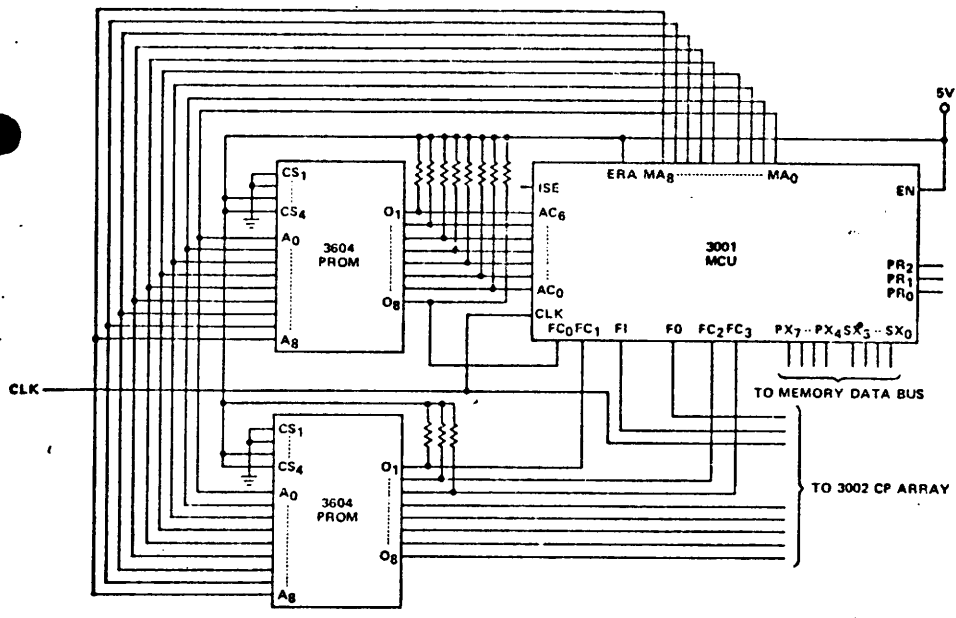 5V
ERA MA8 MA0
EN
CS1
CS4
A0
A8
3604
PROM
O1
O8
ISE
AC6
AC0
CLK
3001
MCU
PR2
PR1
PR0
FC0 FC1 FI FO FC2 FC3 PX7 PX4 SX3 SX0
TO MEMORY DATA BUS
CLK
CS1
CS4
A0
A8
3604
PROM
O1
O8
TO 3002 CP ARRAY